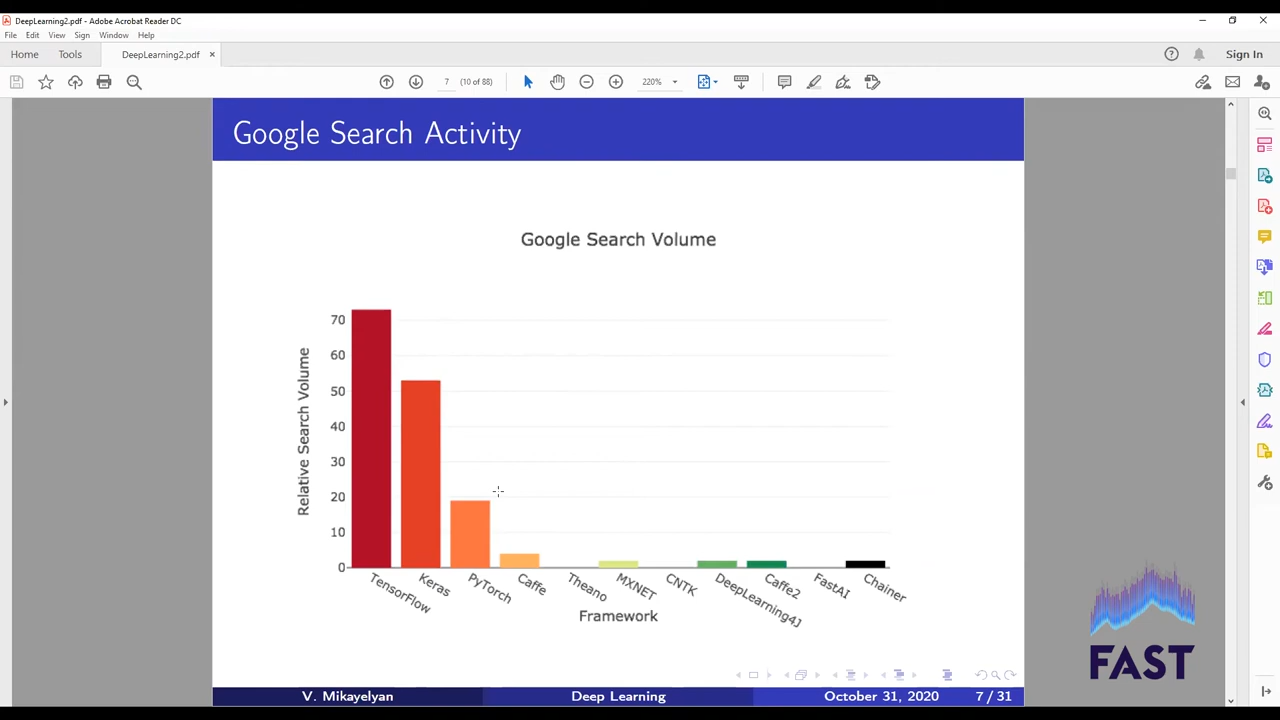 DeepLearning2.pdf - Adobe Acrobat Reader DC
File Edit View Sign Window Help
Home Tools DeepLearning2.pdf × Sign In
7 (10 of 88) 220%
Google Search Activity
Google Search Volume
Relative Search Volume
70
60
50
40
30
20
10
0
TensorFlow Keras PyTorch Caffe Theano MXNET CNTK DeepLearning4J Caffe2 FastAI Chainer
Framework
FAST
V. Mikayelyan Deep Learning October 31, 2020 7 / 31